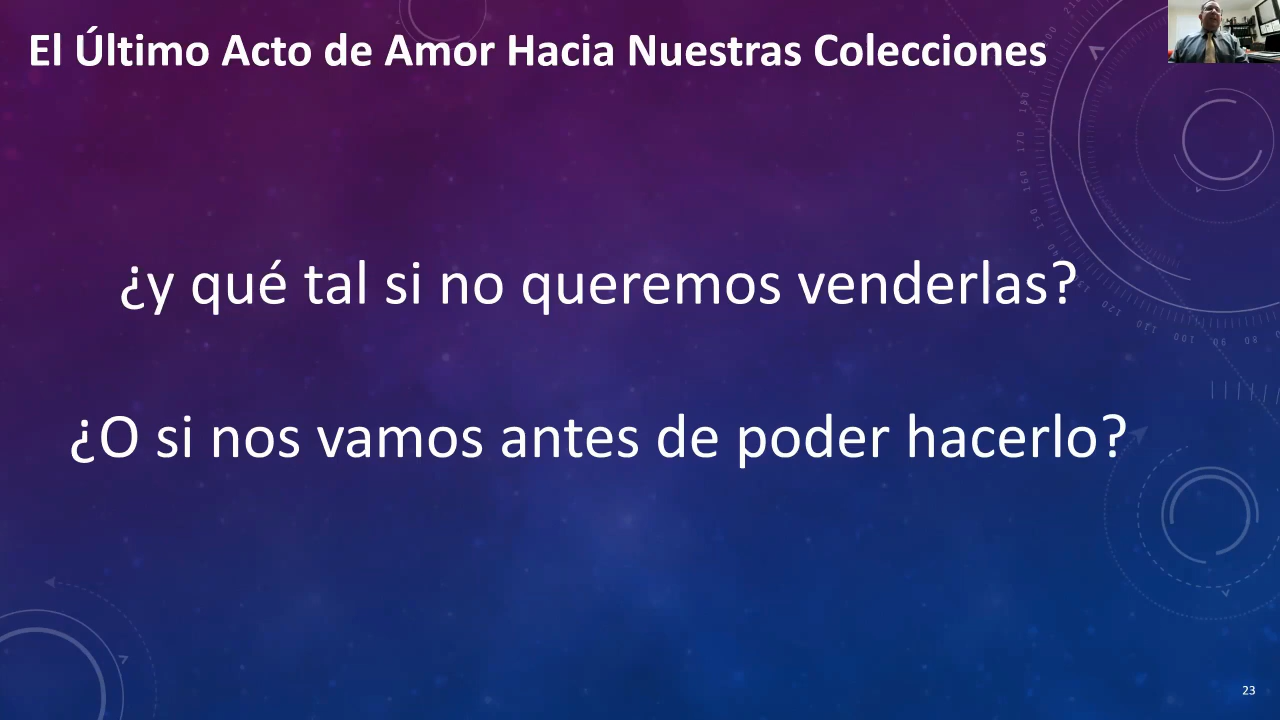 El Último Acto de Amor Hacia Nuestras Colecciones
¿y qué tal si no queremos venderlas?
¿O si nos vamos antes de poder hacerlo?
23